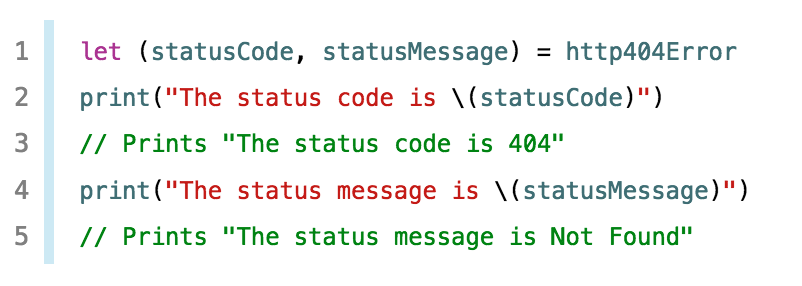 1 let (statusCode, statusMessage) = http404Error
2 print("The status code is \(statusCode)")
3 // Prints "The status code is 404"
4 print("The status message is \(statusMessage)")
5 // Prints "The status message is Not Found"